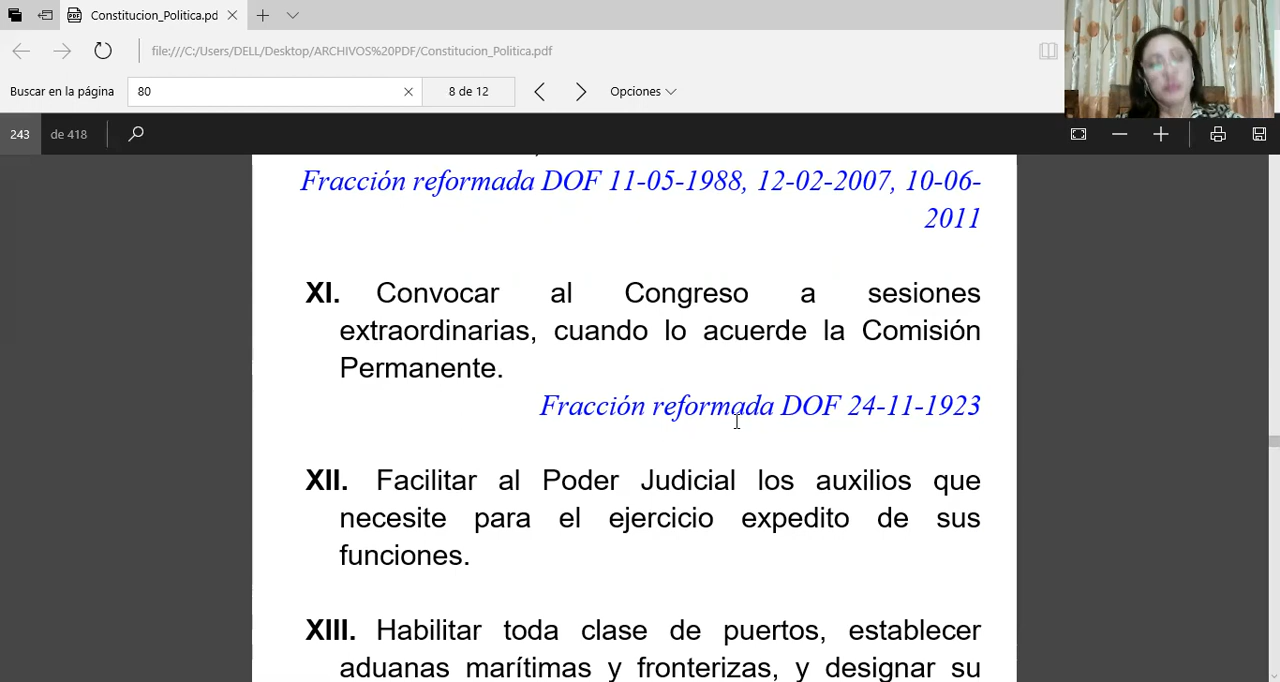 Constitucion_Politica.pd
file:///C:/Users/DELL/Desktop/ARCHIVOS%20PDF/Constitucion_Politica.pdf
Buscar en la página 80 8 de 12 Opciones
243 de 418
Fracción reformada DOF 11-05-1988, 12-02-2007, 10-06-
2011
XI. Convocar al Congreso a sesiones
extraordinarias, cuando lo acuerde la Comisión
Permanente.
Fracción reformada DOF 24-11-1923
XII. Facilitar al Poder Judicial los auxilios que
necesite para el ejercicio expedito de sus
funciones.
XIII. Habilitar toda clase de puertos, establecer
aduanas marítimas y fronterizas, y designar su